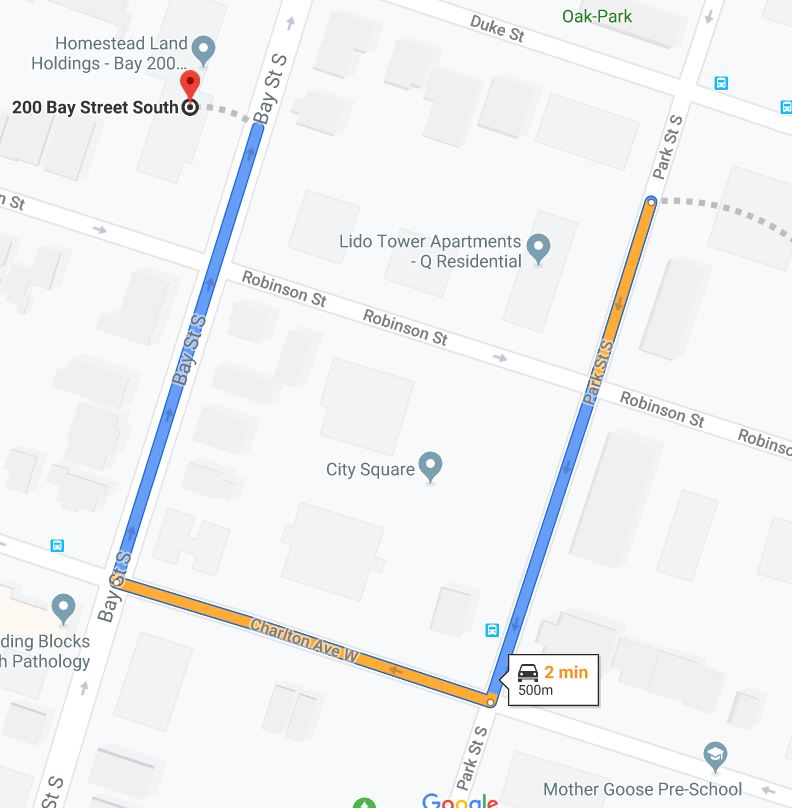 Oak-Park
Duke St
Homestead Land
Holdings - Bay 200...
Bay St S
200 Bay Street South
Park St S
n St
Lido Tower Apartments
- Q Residential
Robinson St
Robinson St
Bay St S
Park St S
Robinson St
Robinso
City Square
Bay St S
Charlton Ave W
ding Blocks
h Pathology
2 min
500m
Park St S
St S
Mother Goose Pre-School
Google